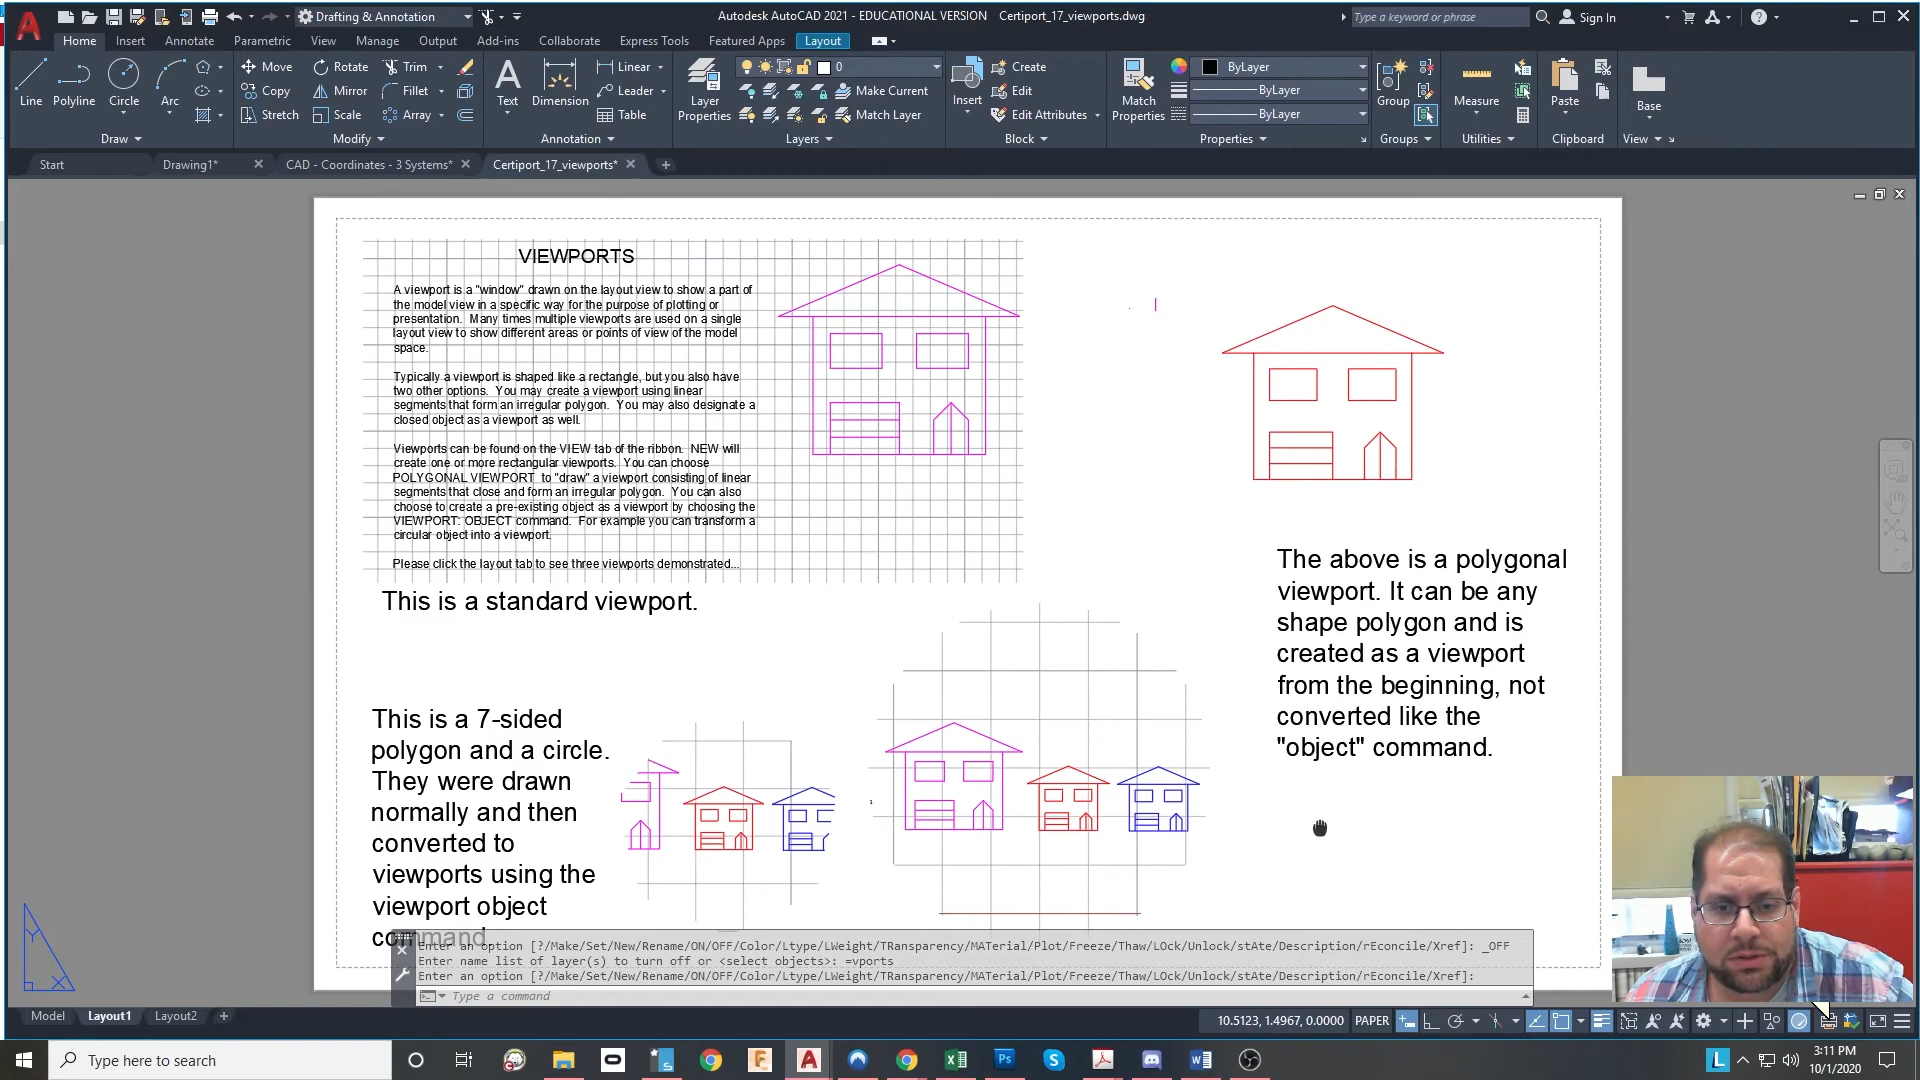 Drafting & Annotation
Autodesk AutoCAD 2021 - EDUCATIONAL VERSION Certiport_17_viewports.dwg
Type a keyword or phrase
Sign In
Home Insert Annotate Parametric View Manage Output Add-ins Collaborate Express Tools Featured Apps Layout
Line Polyline Circle Arc
Move Rotate Trim
Copy Mirror Fillet
Stretch Scale Array
Text Dimension
Linear
Leader
Table
Layer
Properties
0
Make Current
Match Layer
Insert
Create
Edit
Edit Attributes
Match
Properties
ByLayer
ByLayer
ByLayer
Group
Measure
Paste
Base
Draw Modify Annotation Layers Block Properties Groups Utilities Clipboard View
Start Drawing1* CAD - Coordinates - 3 Systems* Certiport_17_viewports*
VIEWPORTS
A viewport is a "window" drawn on the layout view to show a part of
the model view in a specific way for the purpose of plotting or
presentation. Many times multiple viewports are used on a single
layout view to show different areas or points of view of the model
space.
Typically a viewport is shaped like a rectangle, but you also have
two other options. You may create a viewport using linear
segments that form an irregular polygon. You may also designate a
closed object as a viewport as well.
Viewports can be found on the VIEW tab of the ribbon. NEW will
create one or more rectangular viewports. You can choose
POLYGONAL VIEWPORT to "draw" a viewport consisting of linear
segments that close and form an irregular polygon. You can also
choose to create a pre-existing object as a viewport by choosing the
VIEWPORT: OBJECT command. For example you can transform a
circular object into a viewport.
Please click the layout tab to see three viewports demonstrated...
This is a standard viewport.
The above is a polygonal
viewport. It can be any
shape polygon and is
created as a viewport
from the beginning, not
converted like the
"object" command.
This is a 7-sided
polygon and a circle.
They were drawn
normally and then
converted to
viewports using the
viewport object
command.
Enter an option [?/Make/Set/New/Rename/ON/OFF/Color/Ltype/LWeight/TRansparency/MATerial/Plot/Freeze/Thaw/LOck/Unlock/stAte/Description/rEconcile/Xref]: _OFF
Enter name list of layer(s) to turn off or <select objects>: =vports
Enter an option [?/Make/Set/New/Rename/ON/OFF/Color/Ltype/LWeight/TRansparency/MATerial/Plot/Freeze/Thaw/LOck/Unlock/stAte/Description/rEconcile/Xref]:
Type a command
Y
X
Model Layout1 Layout2
10.5123, 1.4967, 0.0000 PAPER
Type here to search
3:11 PM
10/1/2020